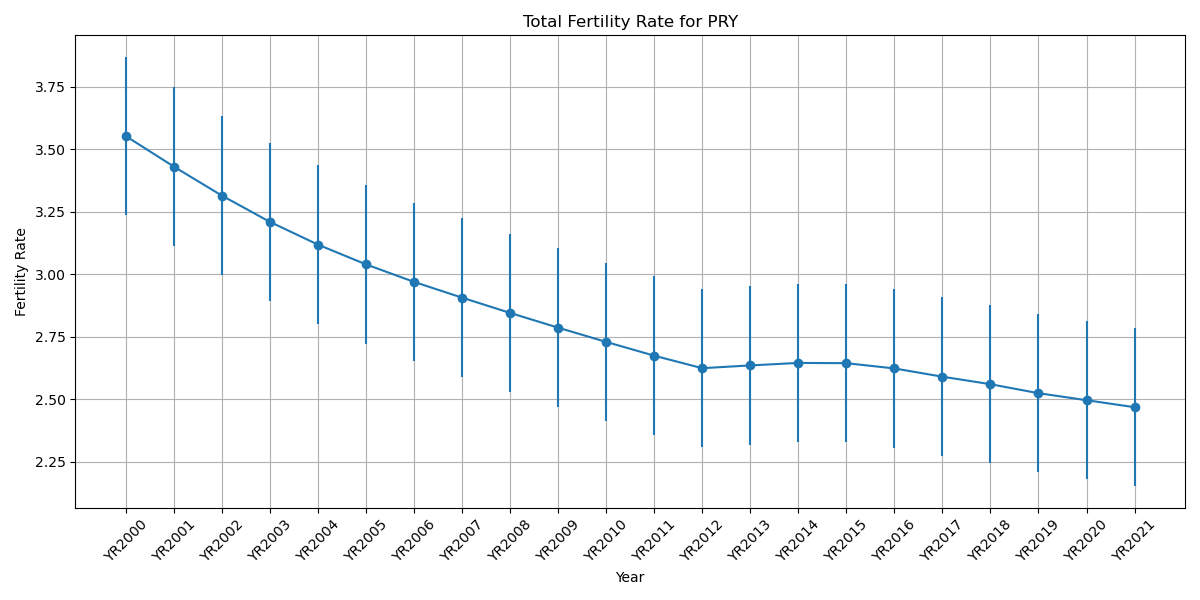 Total Fertility Rate for PRY
Fertility Rate
3.75
3.50
3.25
3.00
2.75
2.50
2.25
YR2000
YR2001
YR2002
YR2003
YR2004
YR2005
YR2006
YR2007
YR2008
YR2009
YR2010
YR2011
YR2012
YR2013
YR2014
YR2015
YR2016
YR2017
YR2018
YR2019
YR2020
YR2021
Year